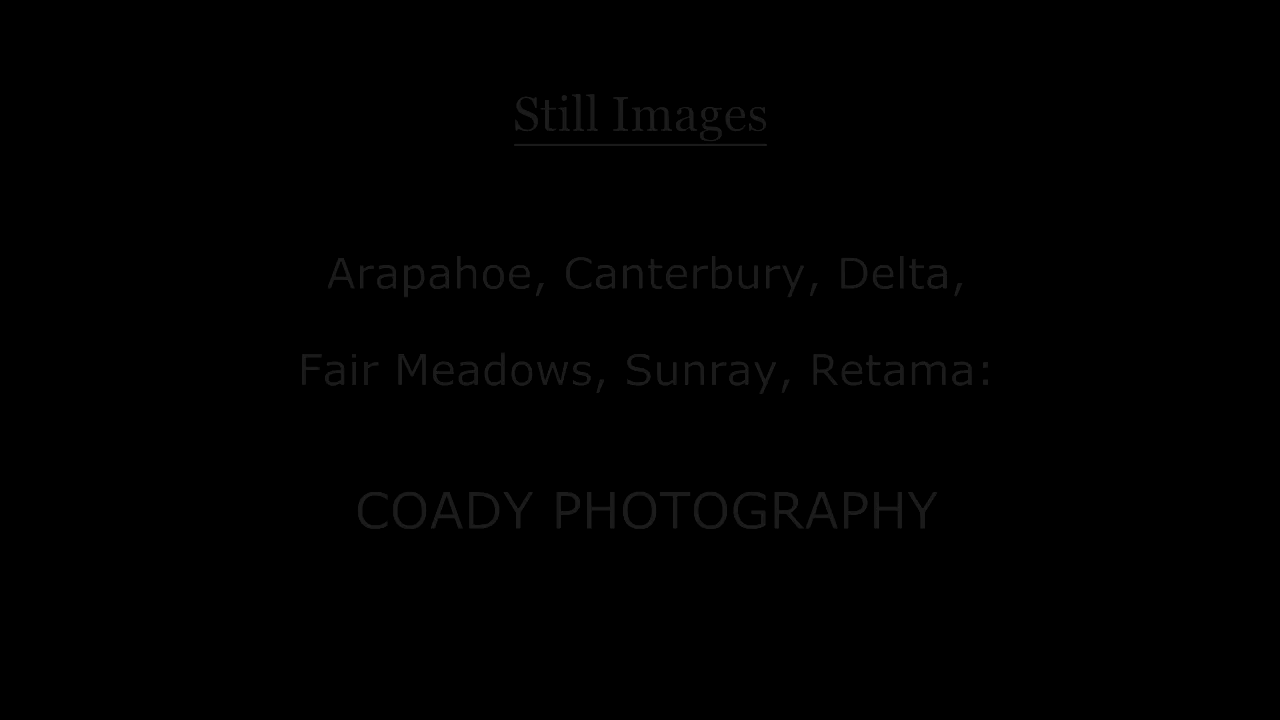 Still Images
Arapahoe, Canterbury, Delta,
Fair Meadows, Sunray, Retama:
COADY PHOTOGRAPHY